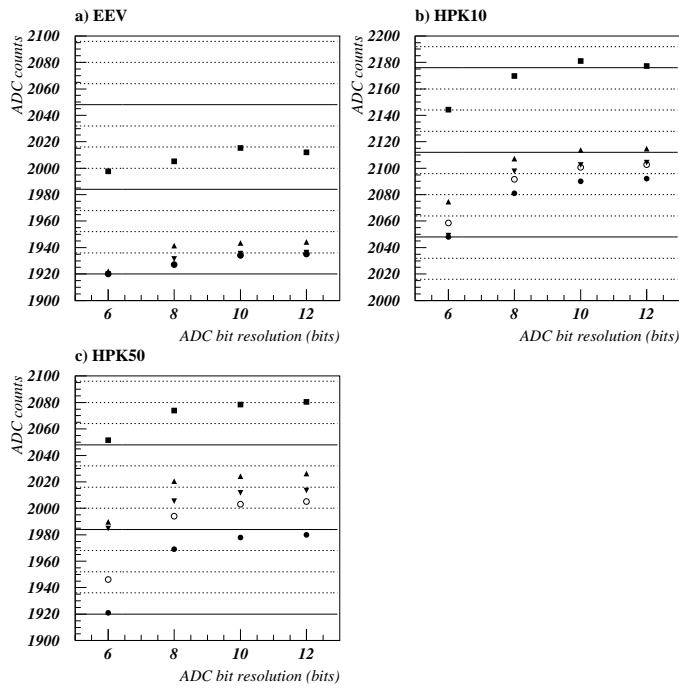 a) EEV
ADC counts
2100
2080
2060
2040
2020
2000
1980
1960
1940
1920
1900
6 8 10 12
ADC bit resolution (bits)
b) HPK10
ADC counts
2200
2180
2160
2140
2120
2100
2080
2060
2040
2020
2000
6 8 10 12
ADC bit resolution (bits)
c) HPK50
ADC counts
2100
2080
2060
2040
2020
2000
1980
1960
1940
1920
1900
6 8 10 12
ADC bit resolution (bits)